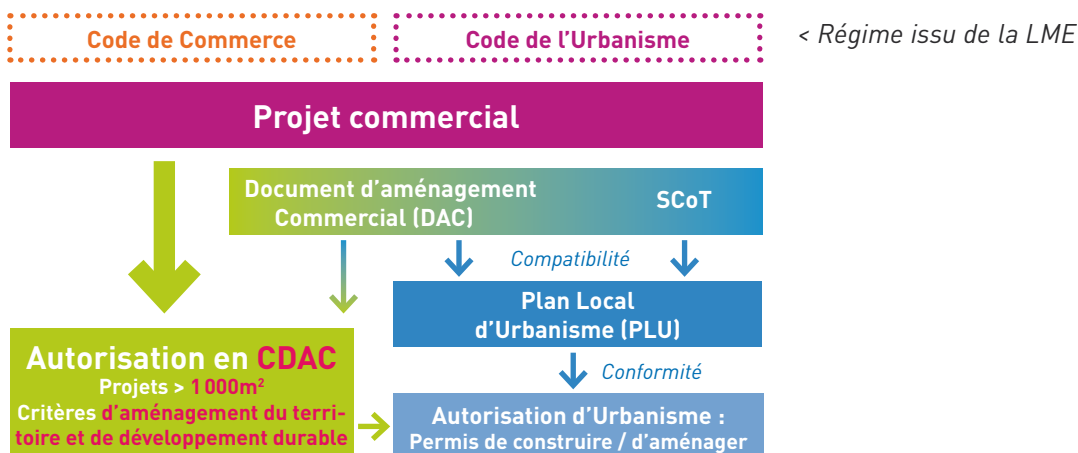 Code de Commerce
Code de l'Urbanisme
< Régime issu de la LME
Projet commercial
Document d'aménagement
Commercial (DAC)
SCoT
Compatibilité
Plan Local
d'Urbanisme (PLU)
Conformité
Autorisation en CDAC
Projets > 1 000m²
Critères d'aménagement du terri-
toire et de développement durable
Autorisation d'Urbanisme :
Permis de construire / d'aménager